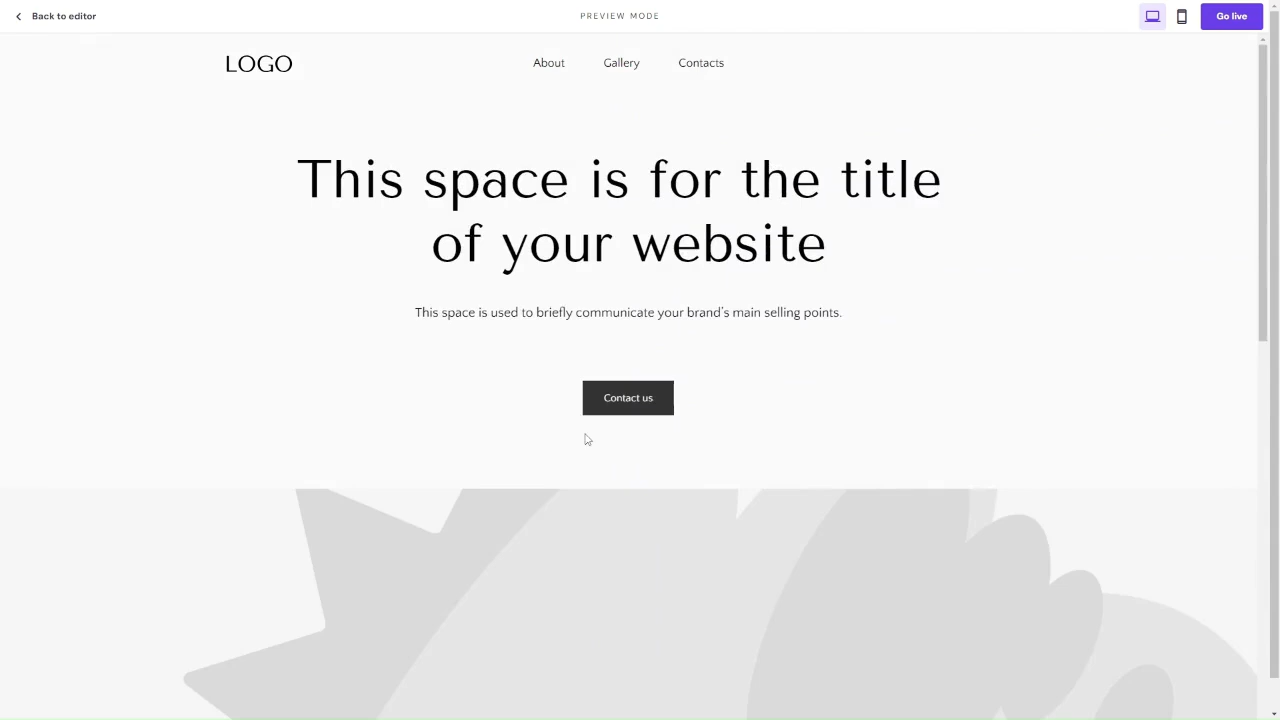 Back to editor
PREVIEW MODE
Go live
LOGO
About
Gallery
Contacts
This space is for the title
of your website
This space is used to briefly communicate your brand's main selling points.
Contact us